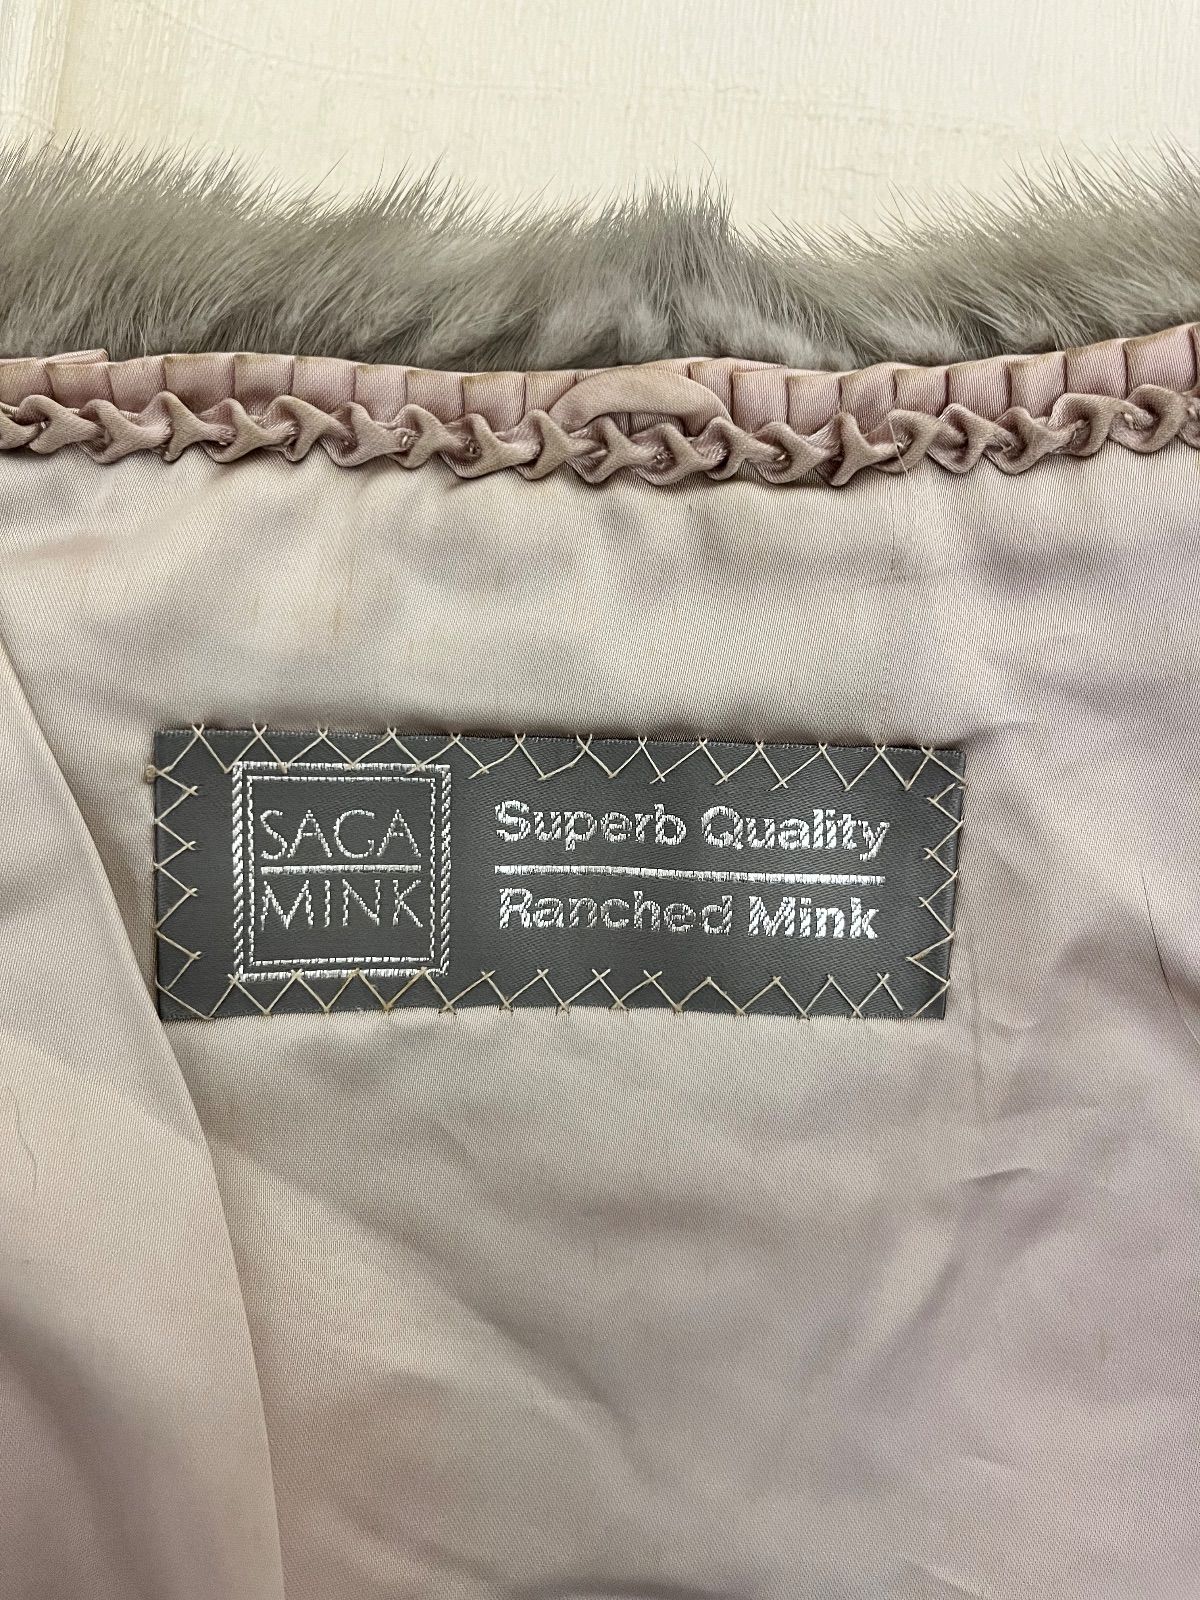 SAGA
MINK
Superb Quality
Ranched Mink